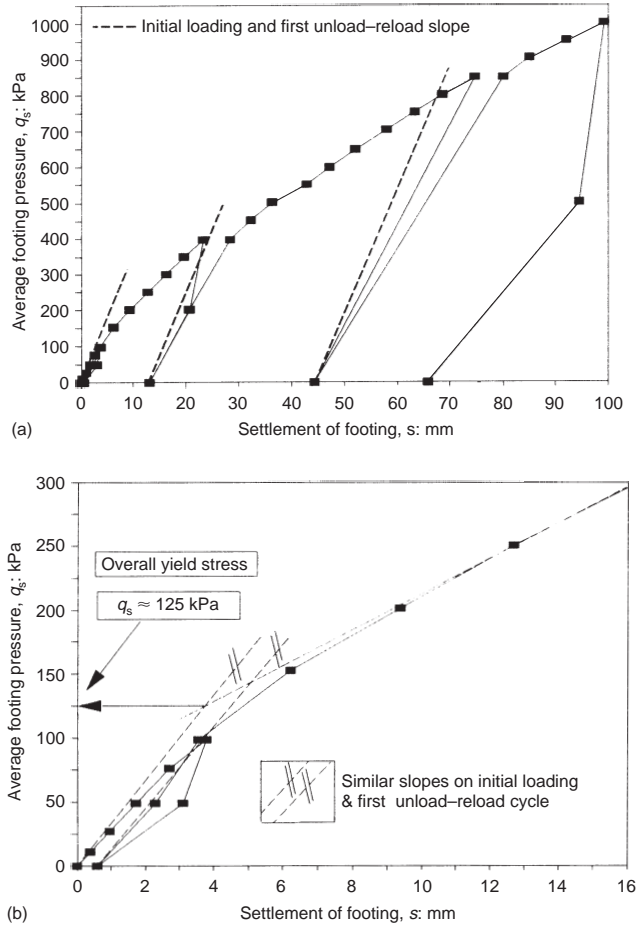 Initial loading and first unload–reload slope
1000
900
800
700
600
500
400
300
200
100
0
Average footing pressure, qs: kPa
0 10 20 30 40 50 60 70 80 90 100
(a)
Settlement of footing, s: mm
300
250
200
150
100
50
0
Average footing pressure, qs: kPa
Overall yield stress
qs ≈ 125 kPa
Similar slopes on initial loading
& first unload–reload cycle
0 2 4 6 8 10 12 14 16
(b)
Settlement of footing, s: mm